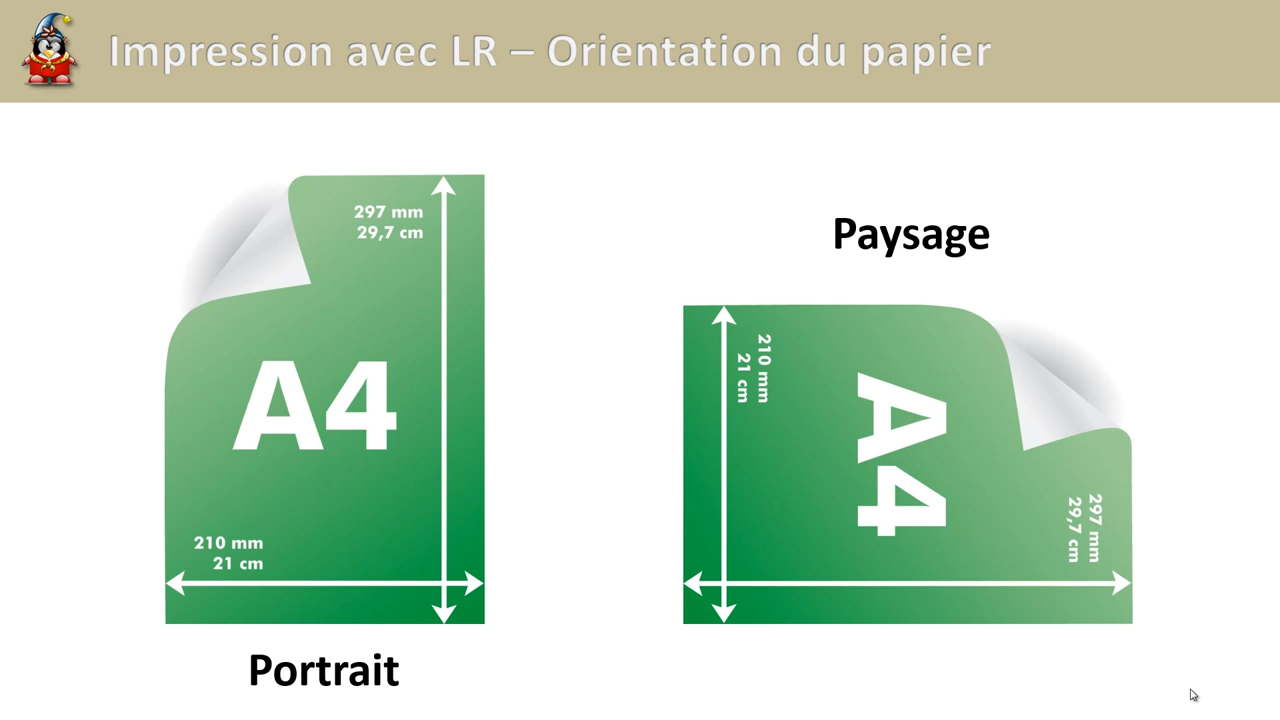 Impression avec LR – Orientation du papier
297 mm
29,7 cm
A4
210 mm
21 cm
Portrait
Paysage
210 mm
21 cm
A4
297 mm
29,7 cm